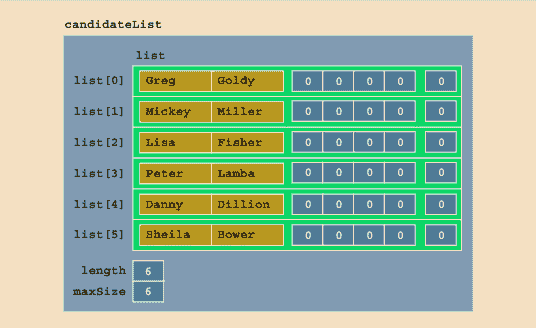 candidateList
list
list[0] Greg Goldy 0 0 0 0 0
list[1] Mickey Miller 0 0 0 0 0
list[2] Lisa Fisher 0 0 0 0 0
list[3] Peter Lamba 0 0 0 0 0
list[4] Danny Dillion 0 0 0 0 0
list[5] Sheila Bower 0 0 0 0 0
length 6
maxSize 6